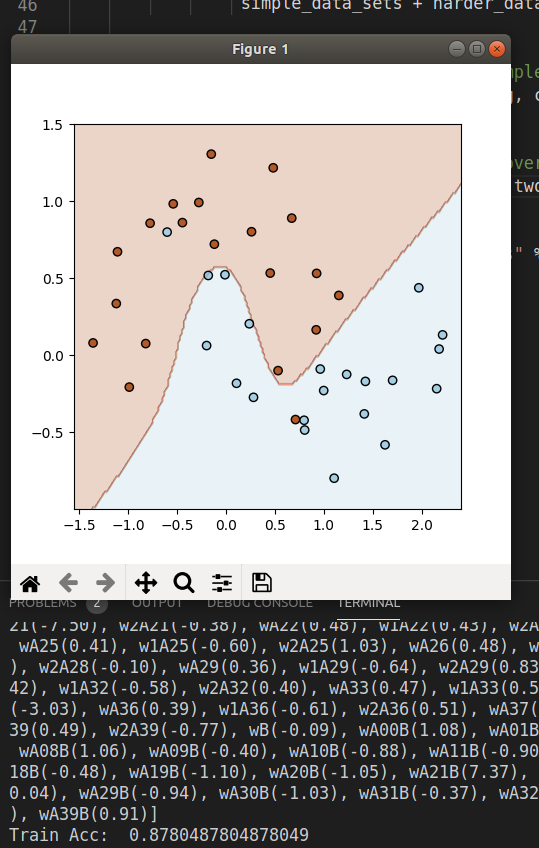 46 simple_data_sets + harder_data
47
Figure 1
1.5
1.0
0.5
0.0
−0.5
−1.5 −1.0 −0.5 0.0 0.5 1.0 1.5 2.0
two
" %
PROBLEMS 2 OUTPUT DEBUG CONSOLE TERMINAL
21(-7.50), w2A21(-0.38), wA22(0.48), w1A22(0.43), w2A
wA25(0.41), w1A25(-0.60), w2A25(1.03), wA26(0.48), w
), w2A28(-0.10), wA29(0.36), w1A29(-0.64), w2A29(0.83
42), w1A32(-0.58), w2A32(0.40), wA33(0.47), w1A33(0.5
(-3.03), wA36(0.39), w1A36(-0.61), w2A36(0.51), wA37(
39(0.49), w2A39(-0.77), wB(-0.09), wA00B(1.08), wA01B
wA08B(1.06), wA09B(-0.40), wA10B(-0.88), wA11B(-0.90
18B(-0.48), wA19B(-1.10), wA20B(-1.05), wA21B(7.37),
0.04), wA29B(-0.94), wA30B(-1.03), wA31B(-0.37), wA32
), wA39B(0.91)]
Train Acc:  0.8780487804878049